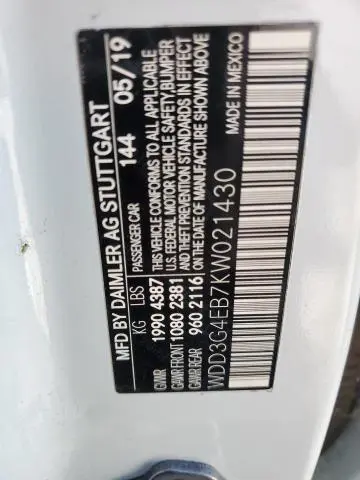 MFD BY DAIMLER AG STUTTGART
144 05/19
KG LBS PASSENGER CAR
GVWR 1990 4387 THIS VEHICLE CONFORMS TO ALL APPLICABLE
GAWR FRONT 1080 2381 U.S. FEDERAL MOTOR VEHICLE SAFETY, BUMPER
GAWR REAR 960 2116 AND THEFT PREVENTION STANDARDS IN EFFECT
ON THE DATE OF MANUFACTURE SHOWN ABOVE
WDD3G4EB7KW021430 MADE IN MEXICO